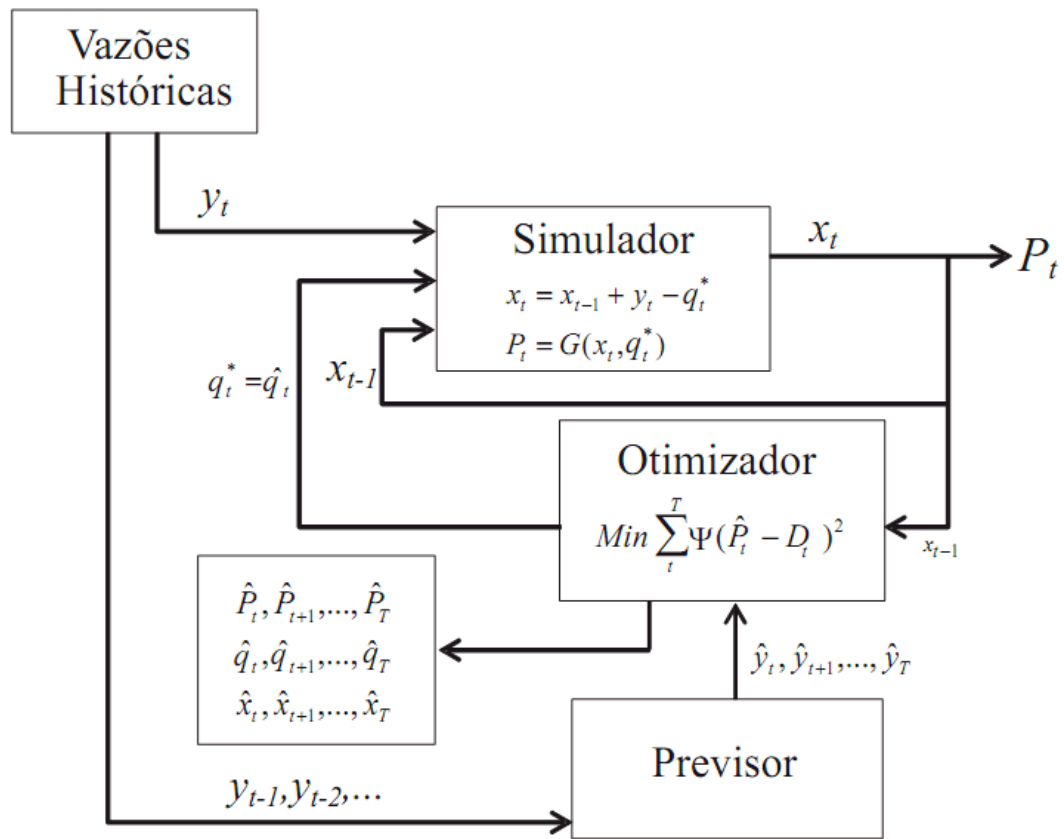 Vazões
Históricas
y_t
Simulador
x_t = x_{t-1} + y_t − q_t^*
P_t = G(x_t, q_t^*)
x_t
P_t
q_t^* = q̂_t
x_{t-1}
Otimizador
Min ∑_t^T Ψ(P̂_t − D_t)^2
x_{t−1}
P̂_t, P̂_{t+1},..., P̂_T
q̂_t, q̂_{t+1},..., q̂_T
x̂_t, x̂_{t+1},..., x̂_T
ŷ_t, ŷ_{t+1},..., ŷ_T
Previsor
y_{t-1}, y_{t-2},...